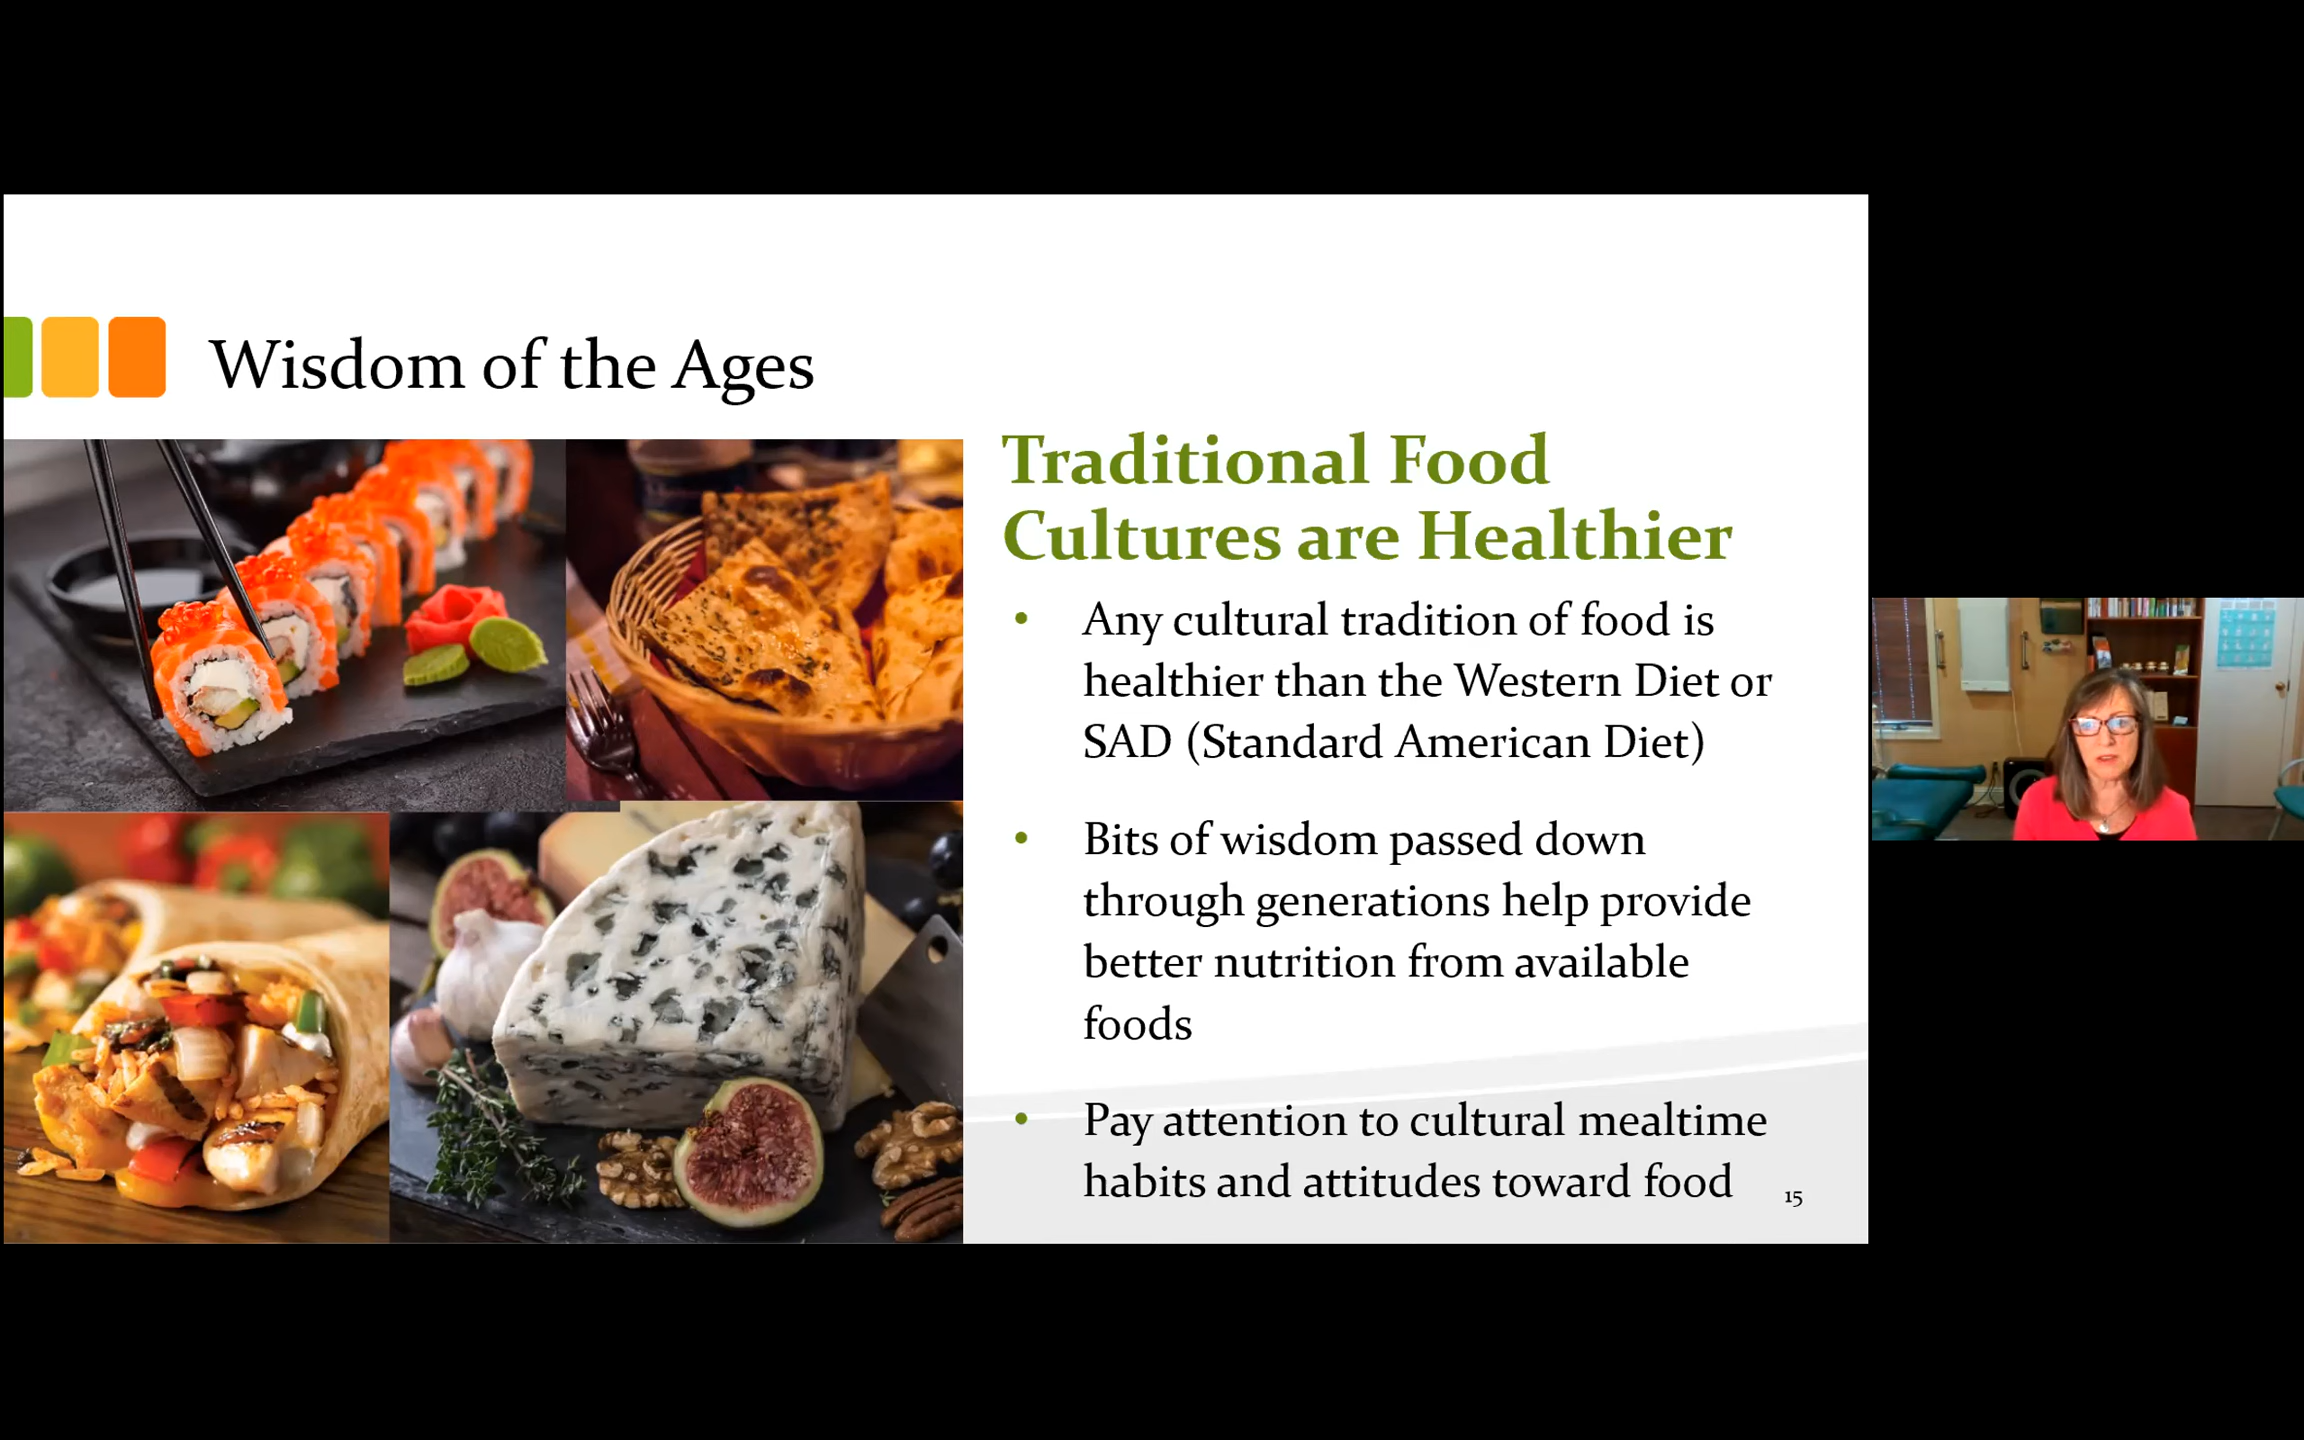 Wisdom of the Ages
Traditional Food
Cultures are Healthier
• Any cultural tradition of food is
healthier than the Western Diet or
SAD (Standard American Diet)
• Bits of wisdom passed down
through generations help provide
better nutrition from available
foods
• Pay attention to cultural mealtime
habits and attitudes toward food
15